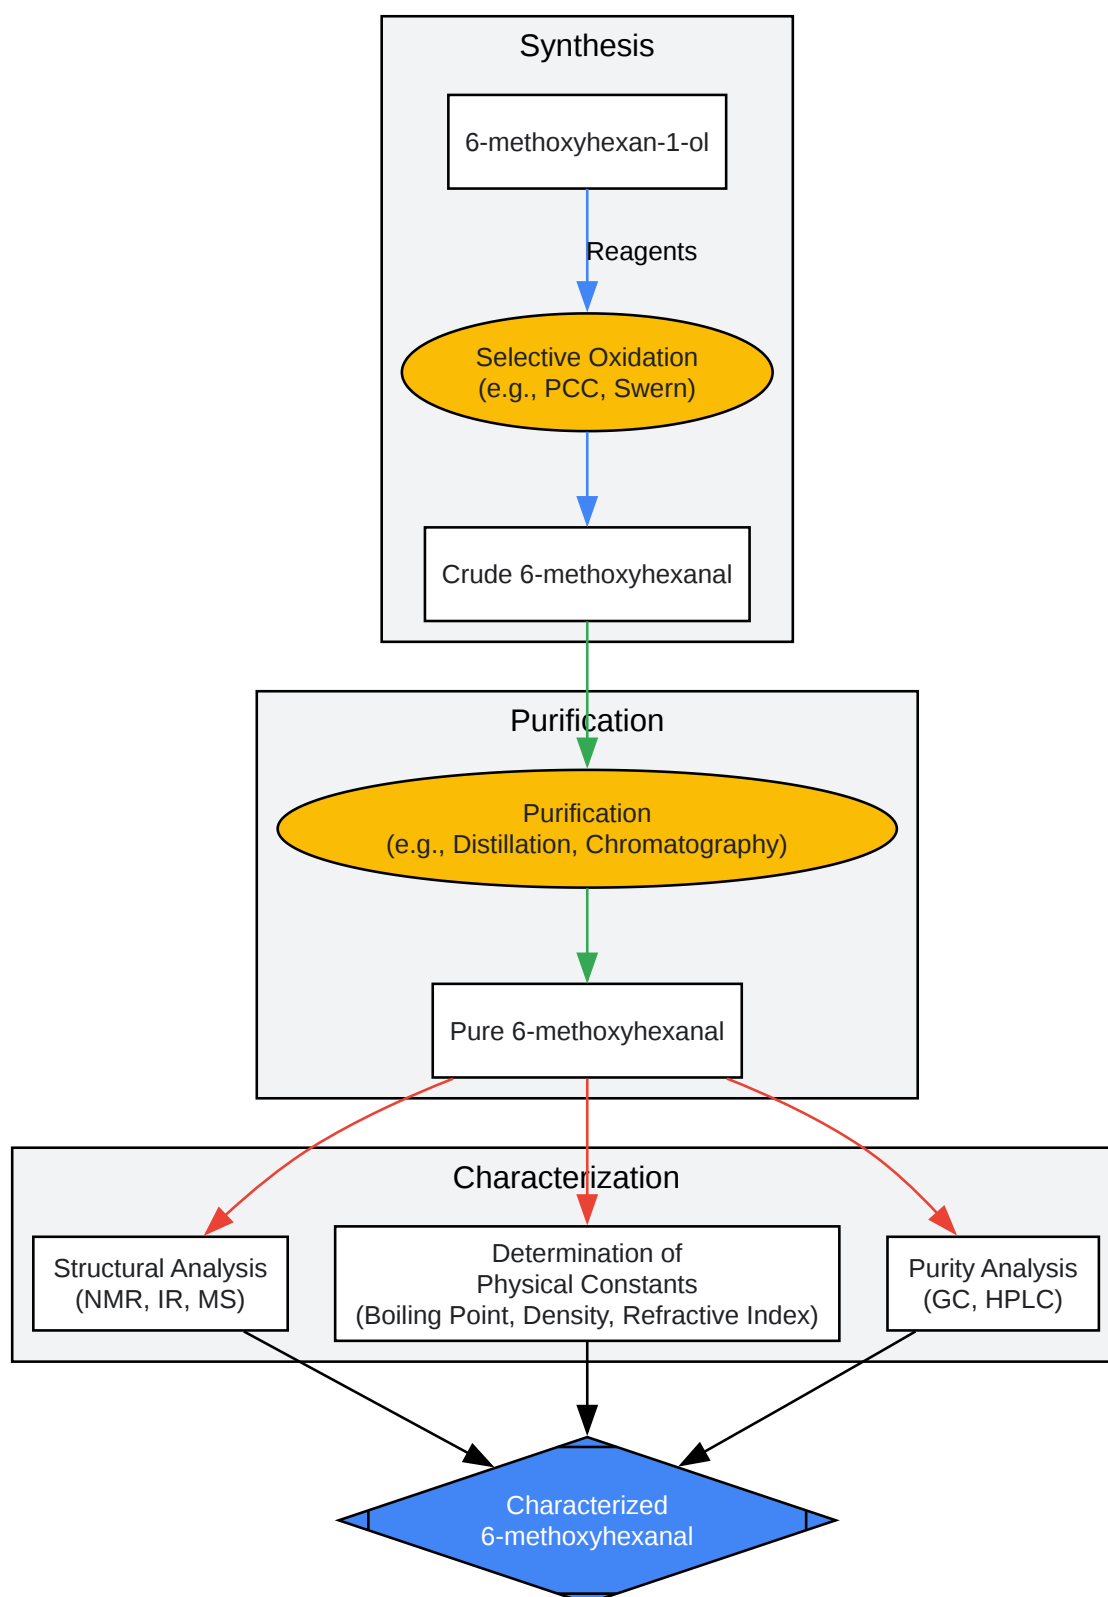 Synthesis
6-methoxyhexan-1-ol
Reagents
Selective Oxidation
(e.g., PCC, Swern)
Crude 6-methoxyhexanal
Purification
Purification
(e.g., Distillation, Chromatography)
Pure 6-methoxyhexanal
Characterization
Structural Analysis
(NMR, IR, MS)
Determination of
Physical Constants
(Boiling Point, Density, Refractive Index)
Purity Analysis
(GC, HPLC)
Characterized
6-methoxyhexanal